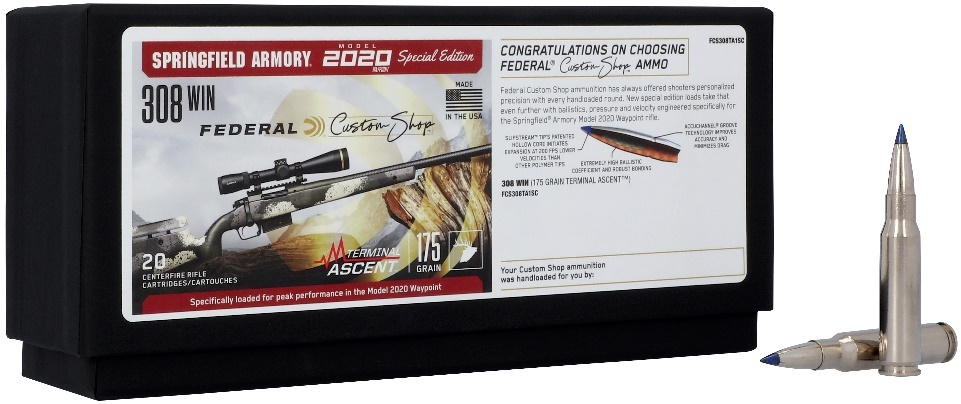 SPRINGFIELD ARMORY. MODEL 2020 WAYPOINT Special Edition
308 WIN
MADE
IN THE USA
FEDERAL Custom Shop
TERMINAL
ASCENT
175
GRAIN
20
CENTERFIRE RIFLE
CARTRIDGES/CARTOUCHES
Specifically loaded for peak performance in the Model 2020 Waypoint
FCS308TA1SC
CONGRATULATIONS ON CHOOSING
FEDERAL® Custom Shop AMMO
Federal Custom Shop ammunition has always offered shooters personalized
precision with every handloaded round. New special edition loads take that
even further with ballistics, pressure and velocity engineered specifically for
the Springfield® Armory Model 2020 Waypoint rifle.
SLIPSTREAM™ TIP'S PATENTED
HOLLOW CORE INITIATES
EXPANSION AT 200 FPS LOWER
VELOCITIES THAN
OTHER POLYMER TIPS
ACCUCHANNEL® GROOVE
TECHNOLOGY IMPROVES
ACCURACY AND
MINIMIZES DRAG
EXTREMELY HIGH BALLISTIC
COEFFICIENT AND ROBUST BONDING
308 WIN (175 GRAIN TERMINAL ASCENT™)
FCS308TA1SC
Your Custom Shop ammunition
was handloaded for you by: